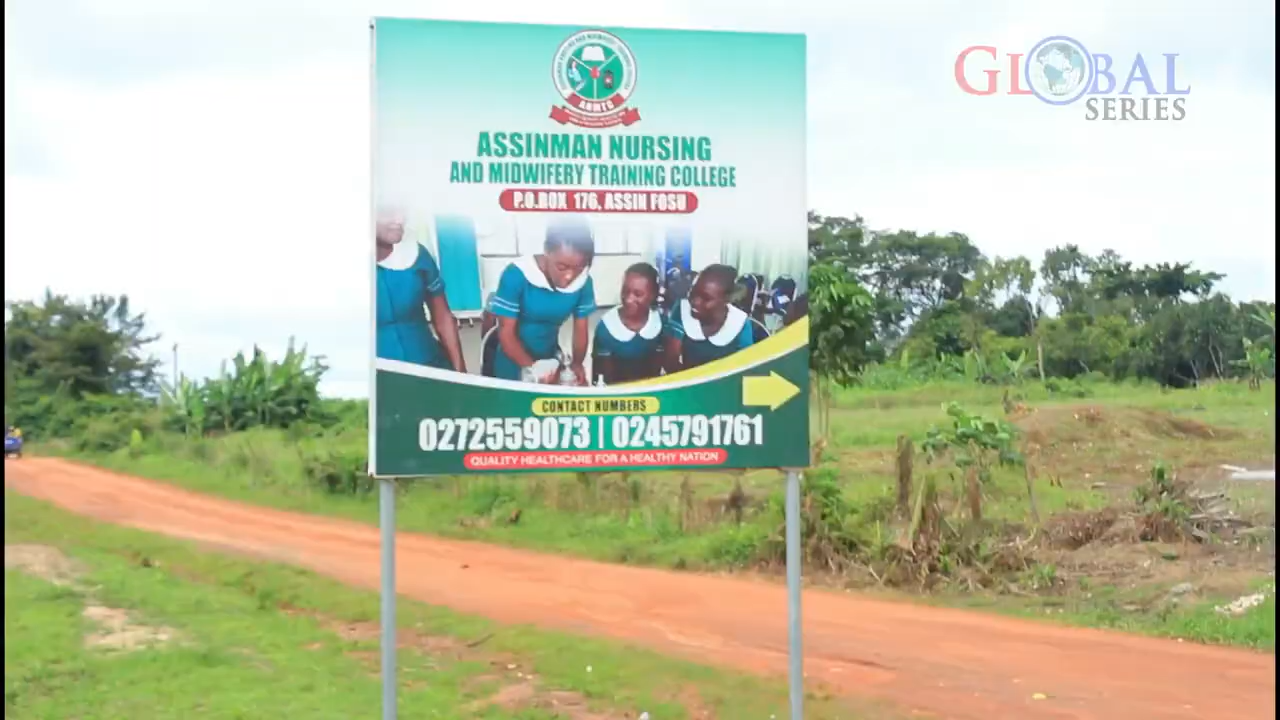 GLOBAL
SERIES
ANMTC
ASSINMAN NURSING
AND MIDWIFERY TRAINING COLLEGE
P.O.BOX 176, ASSIN FOSU
CONTACT NUMBERS
0272559073 | 0245791761
QUALITY HEALTHCARE FOR A HEALTHY NATION